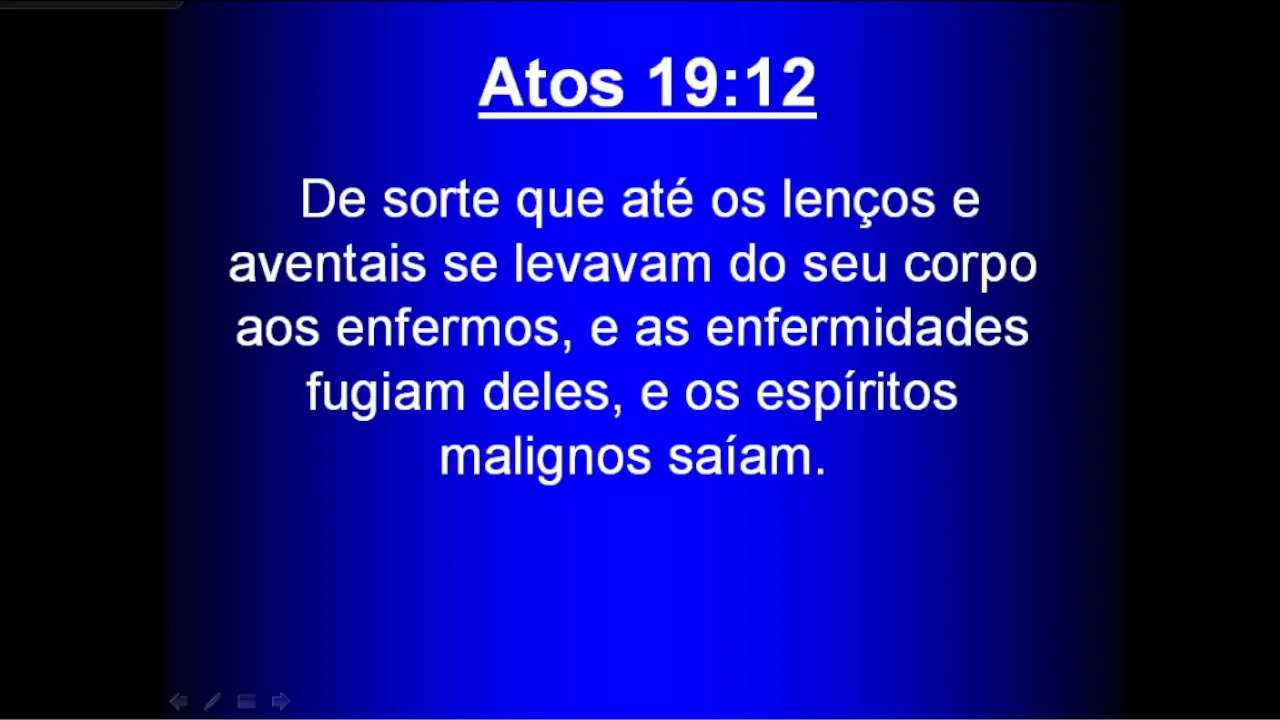 Atos 19:12
De sorte que até os lenços e
aventais se levavam do seu corpo
aos enfermos, e as enfermidades
fugiam deles, e os espíritos
malignos saíam.